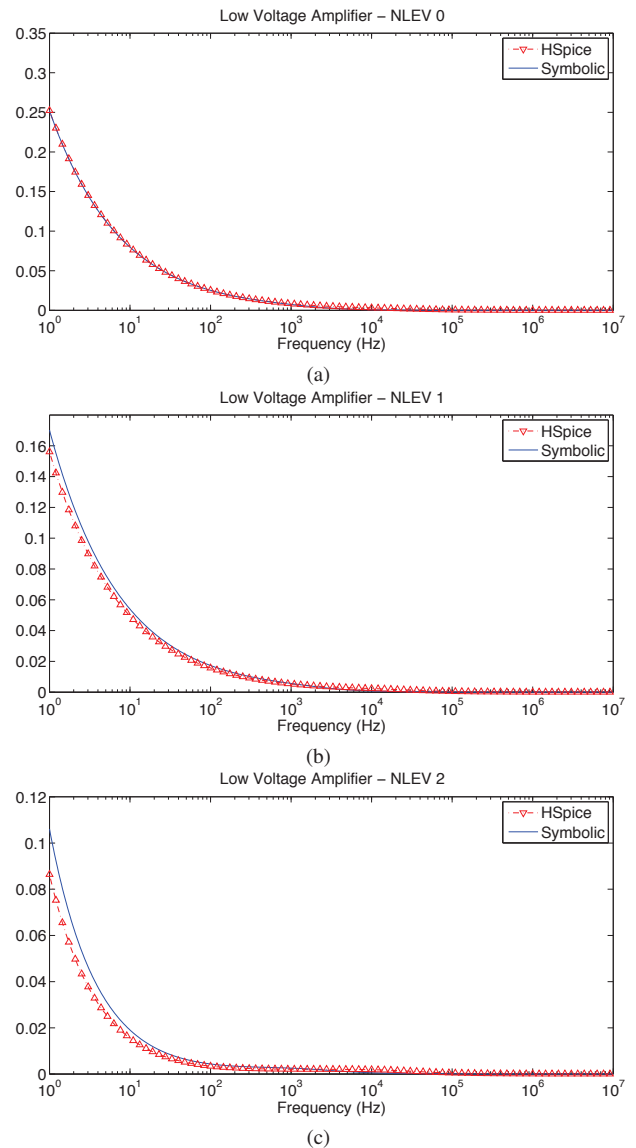 Low Voltage Amplifier – NLEV 0
0.35
0.3
0.25
0.2
0.15
0.1
0.05
0
HSpice
Symbolic
10^0 10^1 10^2 10^3 10^4 10^5 10^6 10^7
Frequency (Hz)
(a)
Low Voltage Amplifier – NLEV 1
0.16
0.14
0.12
0.1
0.08
0.06
0.04
0.02
0
HSpice
Symbolic
10^0 10^1 10^2 10^3 10^4 10^5 10^6 10^7
Frequency (Hz)
(b)
Low Voltage Amplifier – NLEV 2
0.12
0.1
0.08
0.06
0.04
0.02
0
HSpice
Symbolic
10^0 10^1 10^2 10^3 10^4 10^5 10^6 10^7
Frequency (Hz)
(c)